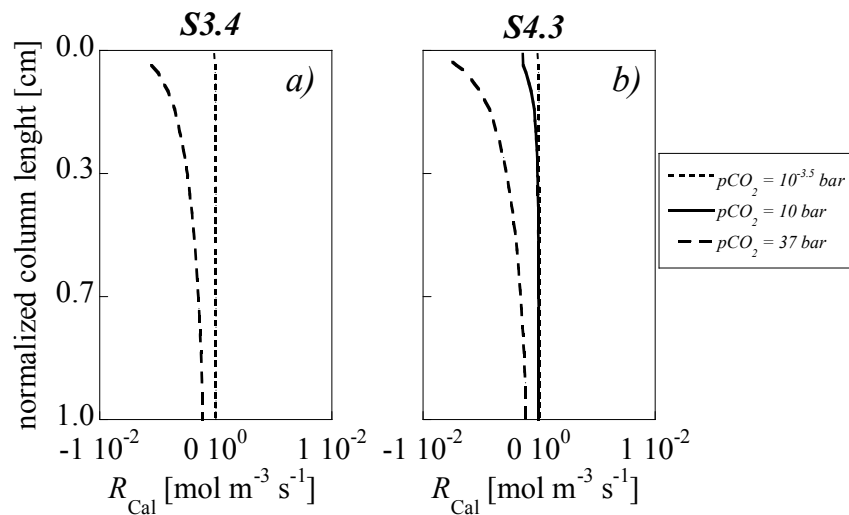 S3.4 S4.3
a) b)
normalized column lenght [cm]
0.0
0.3
0.7
1.0
-1 10⁻² 0 10⁰ 1 10⁻² -1 10⁻² 0 10⁰ 1 10⁻²
R_Cal [mol m⁻³ s⁻¹] R_Cal [mol m⁻³ s⁻¹]
pCO₂ = 10⁻³·⁵ bar
pCO₂ = 10 bar
pCO₂ = 37 bar